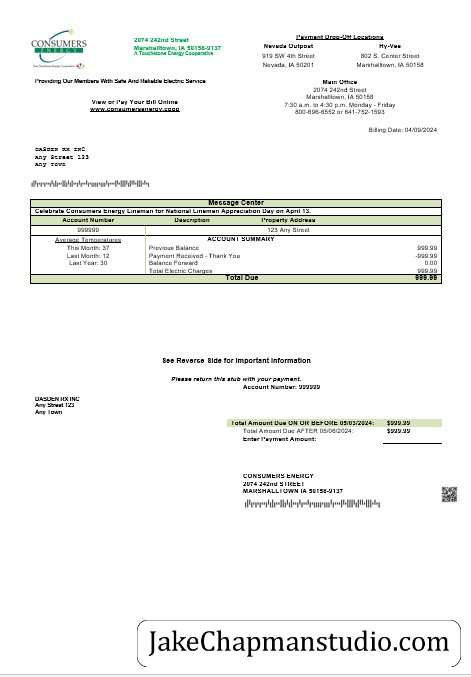 CONSUMERS
ENERGY
2074 242nd Street
Marshalltown, IA 50158-9137
A Touchstone Energy Cooperative
Payment Drop-Off Locations
Nevada Outpost
Hy-Vee
919 SW 4th Street
802 S. Center Street
Nevada, IA 50201
Marshalltown, IA 50158
Providing Our Members With Safe And Reliable Electric Service
Main Office
2074 242nd Street
Marshalltown, IA 50158
7:30 a.m. to 4:30 p.m. Monday - Friday
800-696-6552 or 641-752-1593
View or Pay Your Bill Online
www.consumersenergy.coop
Billing Date: 04/09/2024
DASDEN RX INC
Any Street 123
Any Town
Message Center
Celebrate Consumers Energy Lineman for National Linemen Appreciation Day on April 13.
Account Number Description Property Address
999999 123 Any Street
Average Temperatures ACCOUNT SUMMARY
This Month: 37 Previous Balance 999.99
Last Month: 12 Payment Received - Thank You -999.99
Last Year: 30 Balance Forward 0.00
Total Electric Charges 999.99
Total Due 999.99
See Reverse Side for Important Information
Please return this stub with your payment.
Account Number: 999999
DASDEN RX INC
Any Street 123
Any Town
Total Amount Due ON OR BEFORE 05/03/2024: $999.99
Total Amount Due AFTER 05/06/2024: $999.99
Enter Payment Amount:
CONSUMERS ENERGY
2074 242nd STREET
MARSHALLTOWN IA 50158-9137
JakeChapmanstudio.com